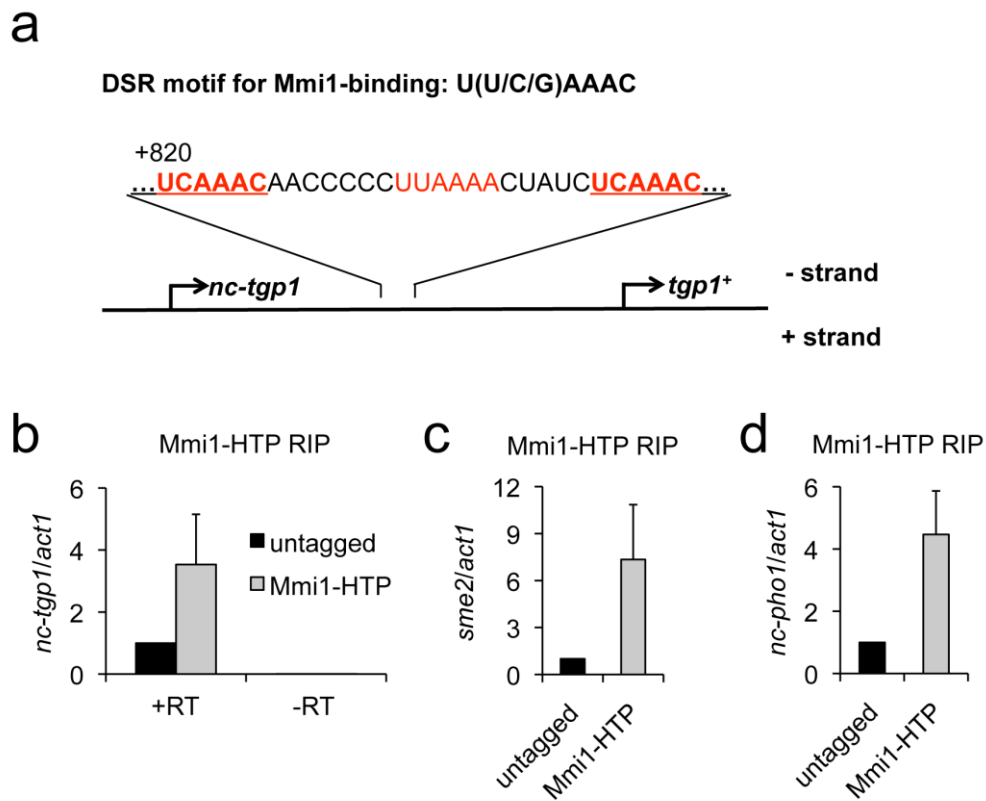 a
DSR motif for Mmi1-binding: U(U/C/G)AAAC
+820
...UCAAACAACCCCCUUAAAACUAUCUCAAAC...
nc-tgp1
tgp1⁺
- strand
+ strand
b
Mmi1-HTP RIP
nc-tgp1/act1
6
4
2
0
untagged
Mmi1-HTP
+RT
-RT
c
Mmi1-HTP RIP
sme2/act1
12
9
6
3
0
untagged
Mmi1-HTP
d
Mmi1-HTP RIP
nc-pho1/act1
6
4
2
0
untagged
Mmi1-HTP